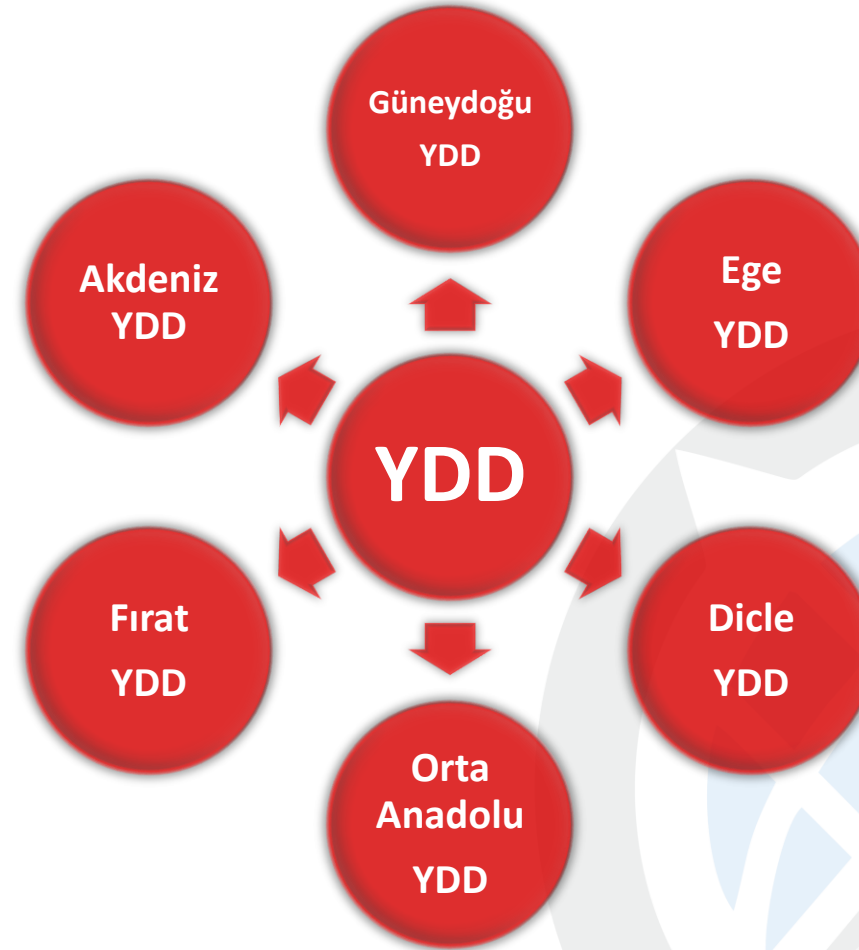 Güneydoğu
YDD
Akdeniz
YDD
Ege
YDD
YDD
Fırat
YDD
Dicle
YDD
Orta
Anadolu
YDD